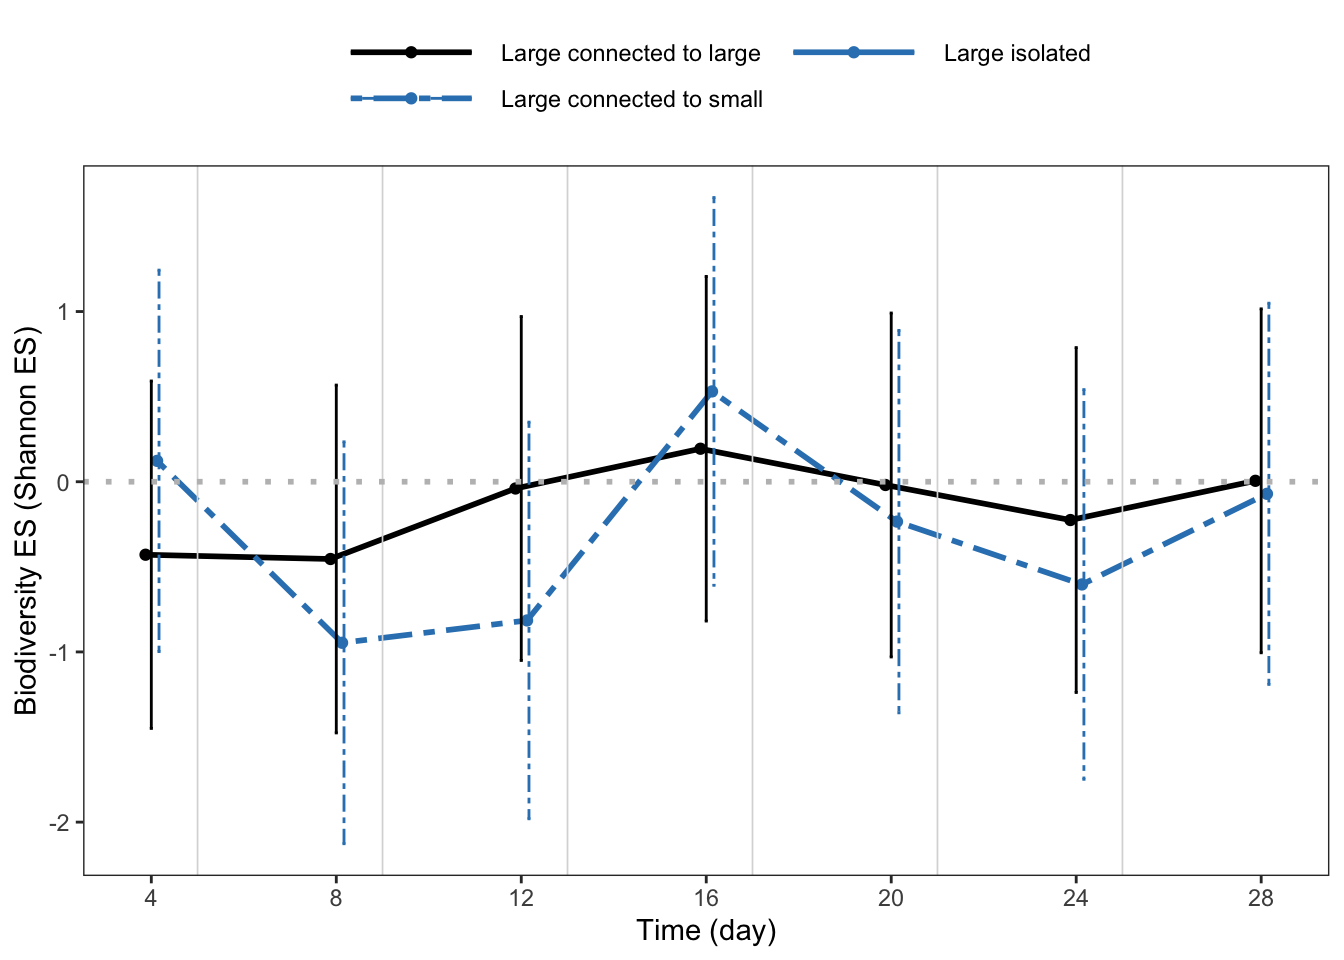 Large connected to large
Large isolated
Large connected to small
Biodiversity ES (Shannon ES)
1
0
-1
-2
4
8
12
16
20
24
28
Time (day)